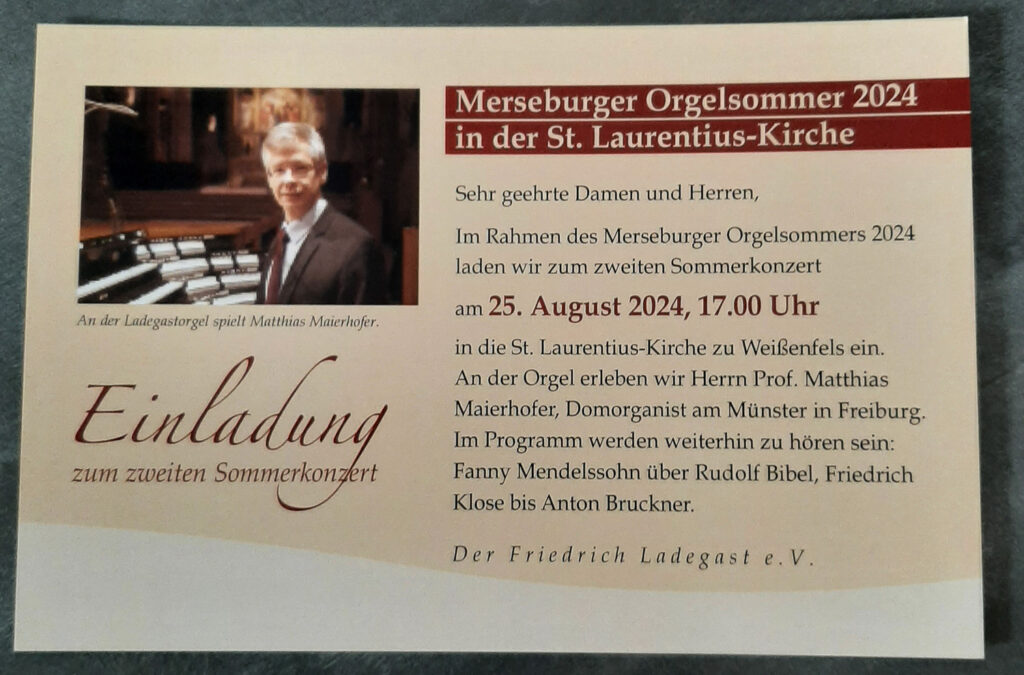 Merseburger Orgelsommer 2024
in der St. Laurentius-Kirche
An der Ladegastorgel spielt Matthias Maierhofer.
Einladung
zum zweiten Sommerkonzert
Sehr geehrte Damen und Herren,
Im Rahmen des Merseburger Orgelsommers 2024
laden wir zum zweiten Sommerkonzert
am 25. August 2024, 17.00 Uhr
in die St. Laurentius-Kirche zu Weißenfels ein.
An der Orgel erleben wir Herrn Prof. Matthias
Maierhofer, Domorganist am Münster in Freiburg.
Im Programm werden weiterhin zu hören sein:
Fanny Mendelssohn über Rudolf Bibel, Friedrich
Klose bis Anton Bruckner.
Der Friedrich Ladegast e.V.